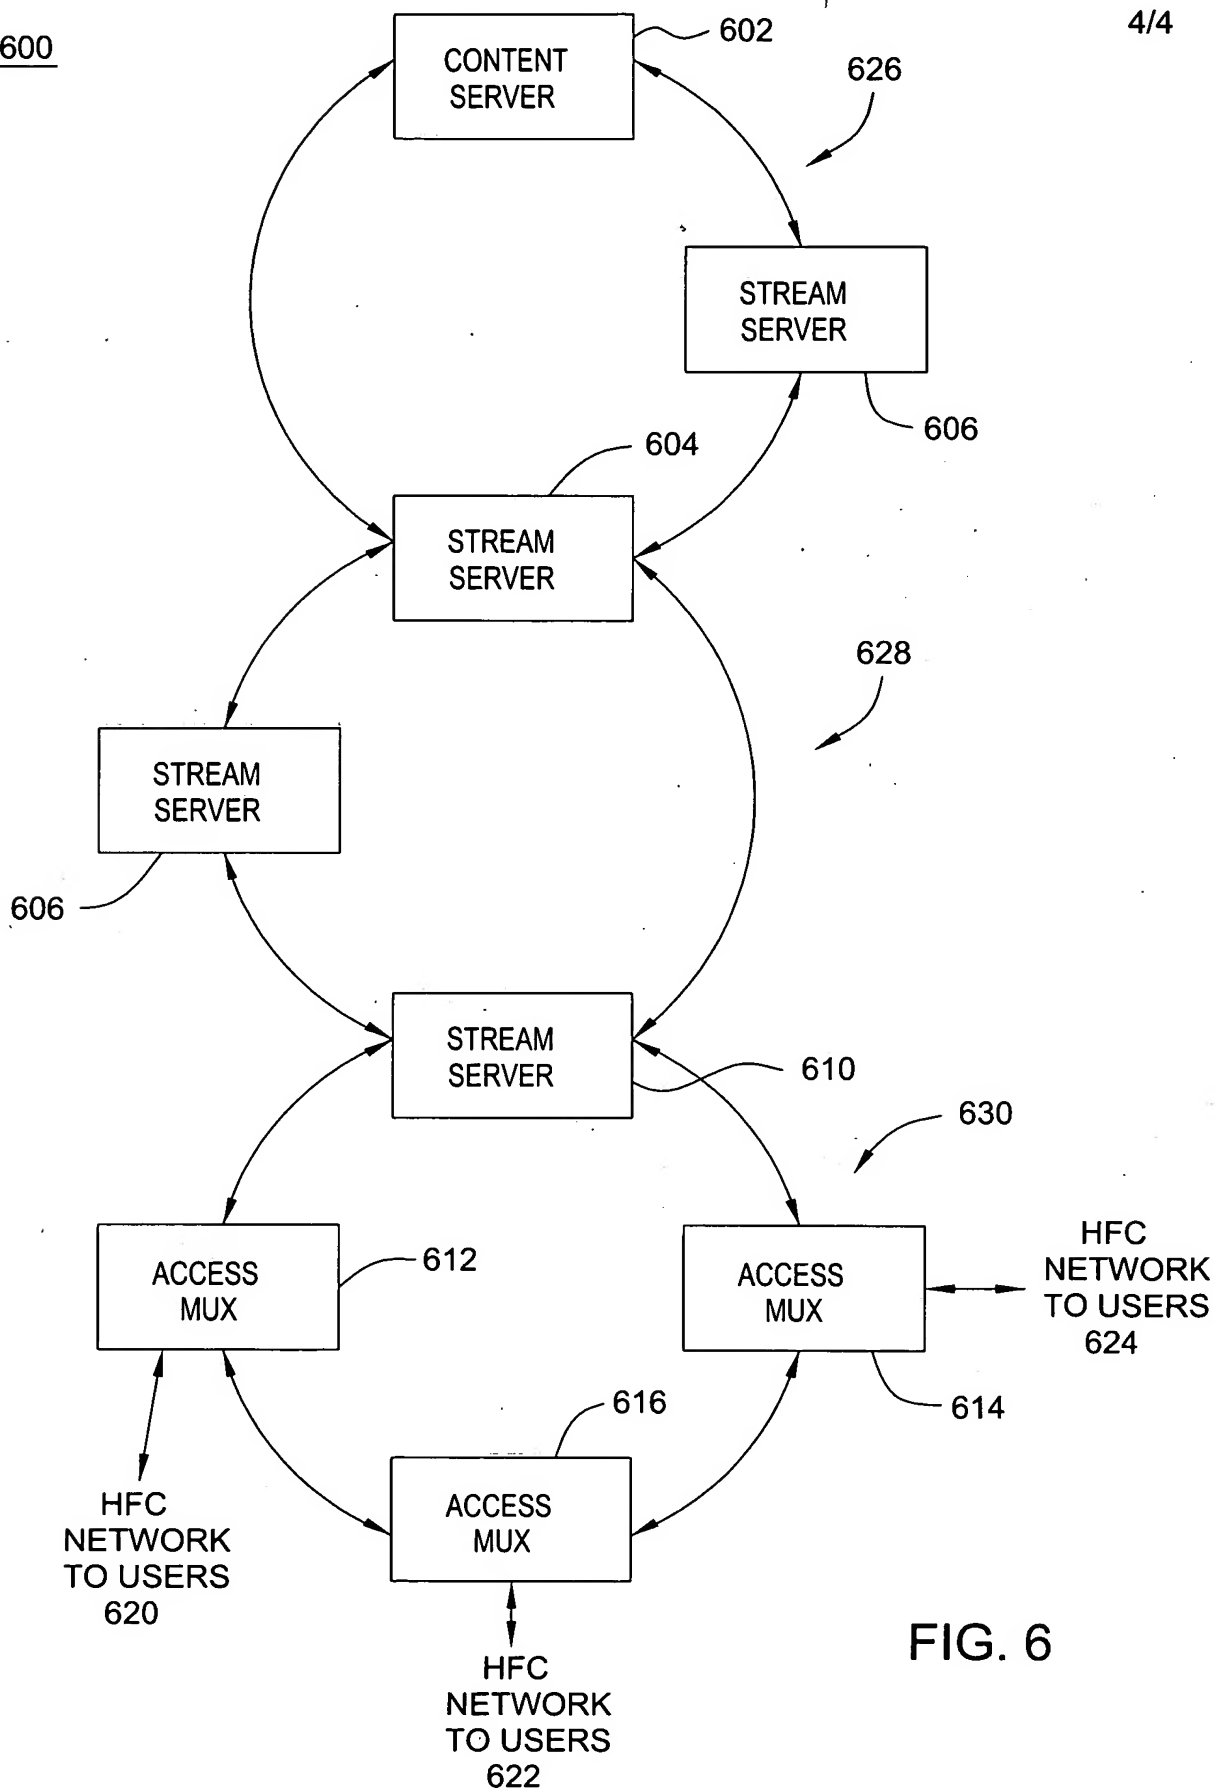 600
4/4
CONTENT
SERVER
602
626
STREAM
SERVER
606
604
STREAM
SERVER
628
STREAM
SERVER
606
STREAM
SERVER
610
630
ACCESS
MUX
612
ACCESS
MUX
HFC
NETWORK
TO USERS
624
614
616
ACCESS
MUX
HFC
NETWORK
TO USERS
620
HFC
NETWORK
TO USERS
622
FIG. 6